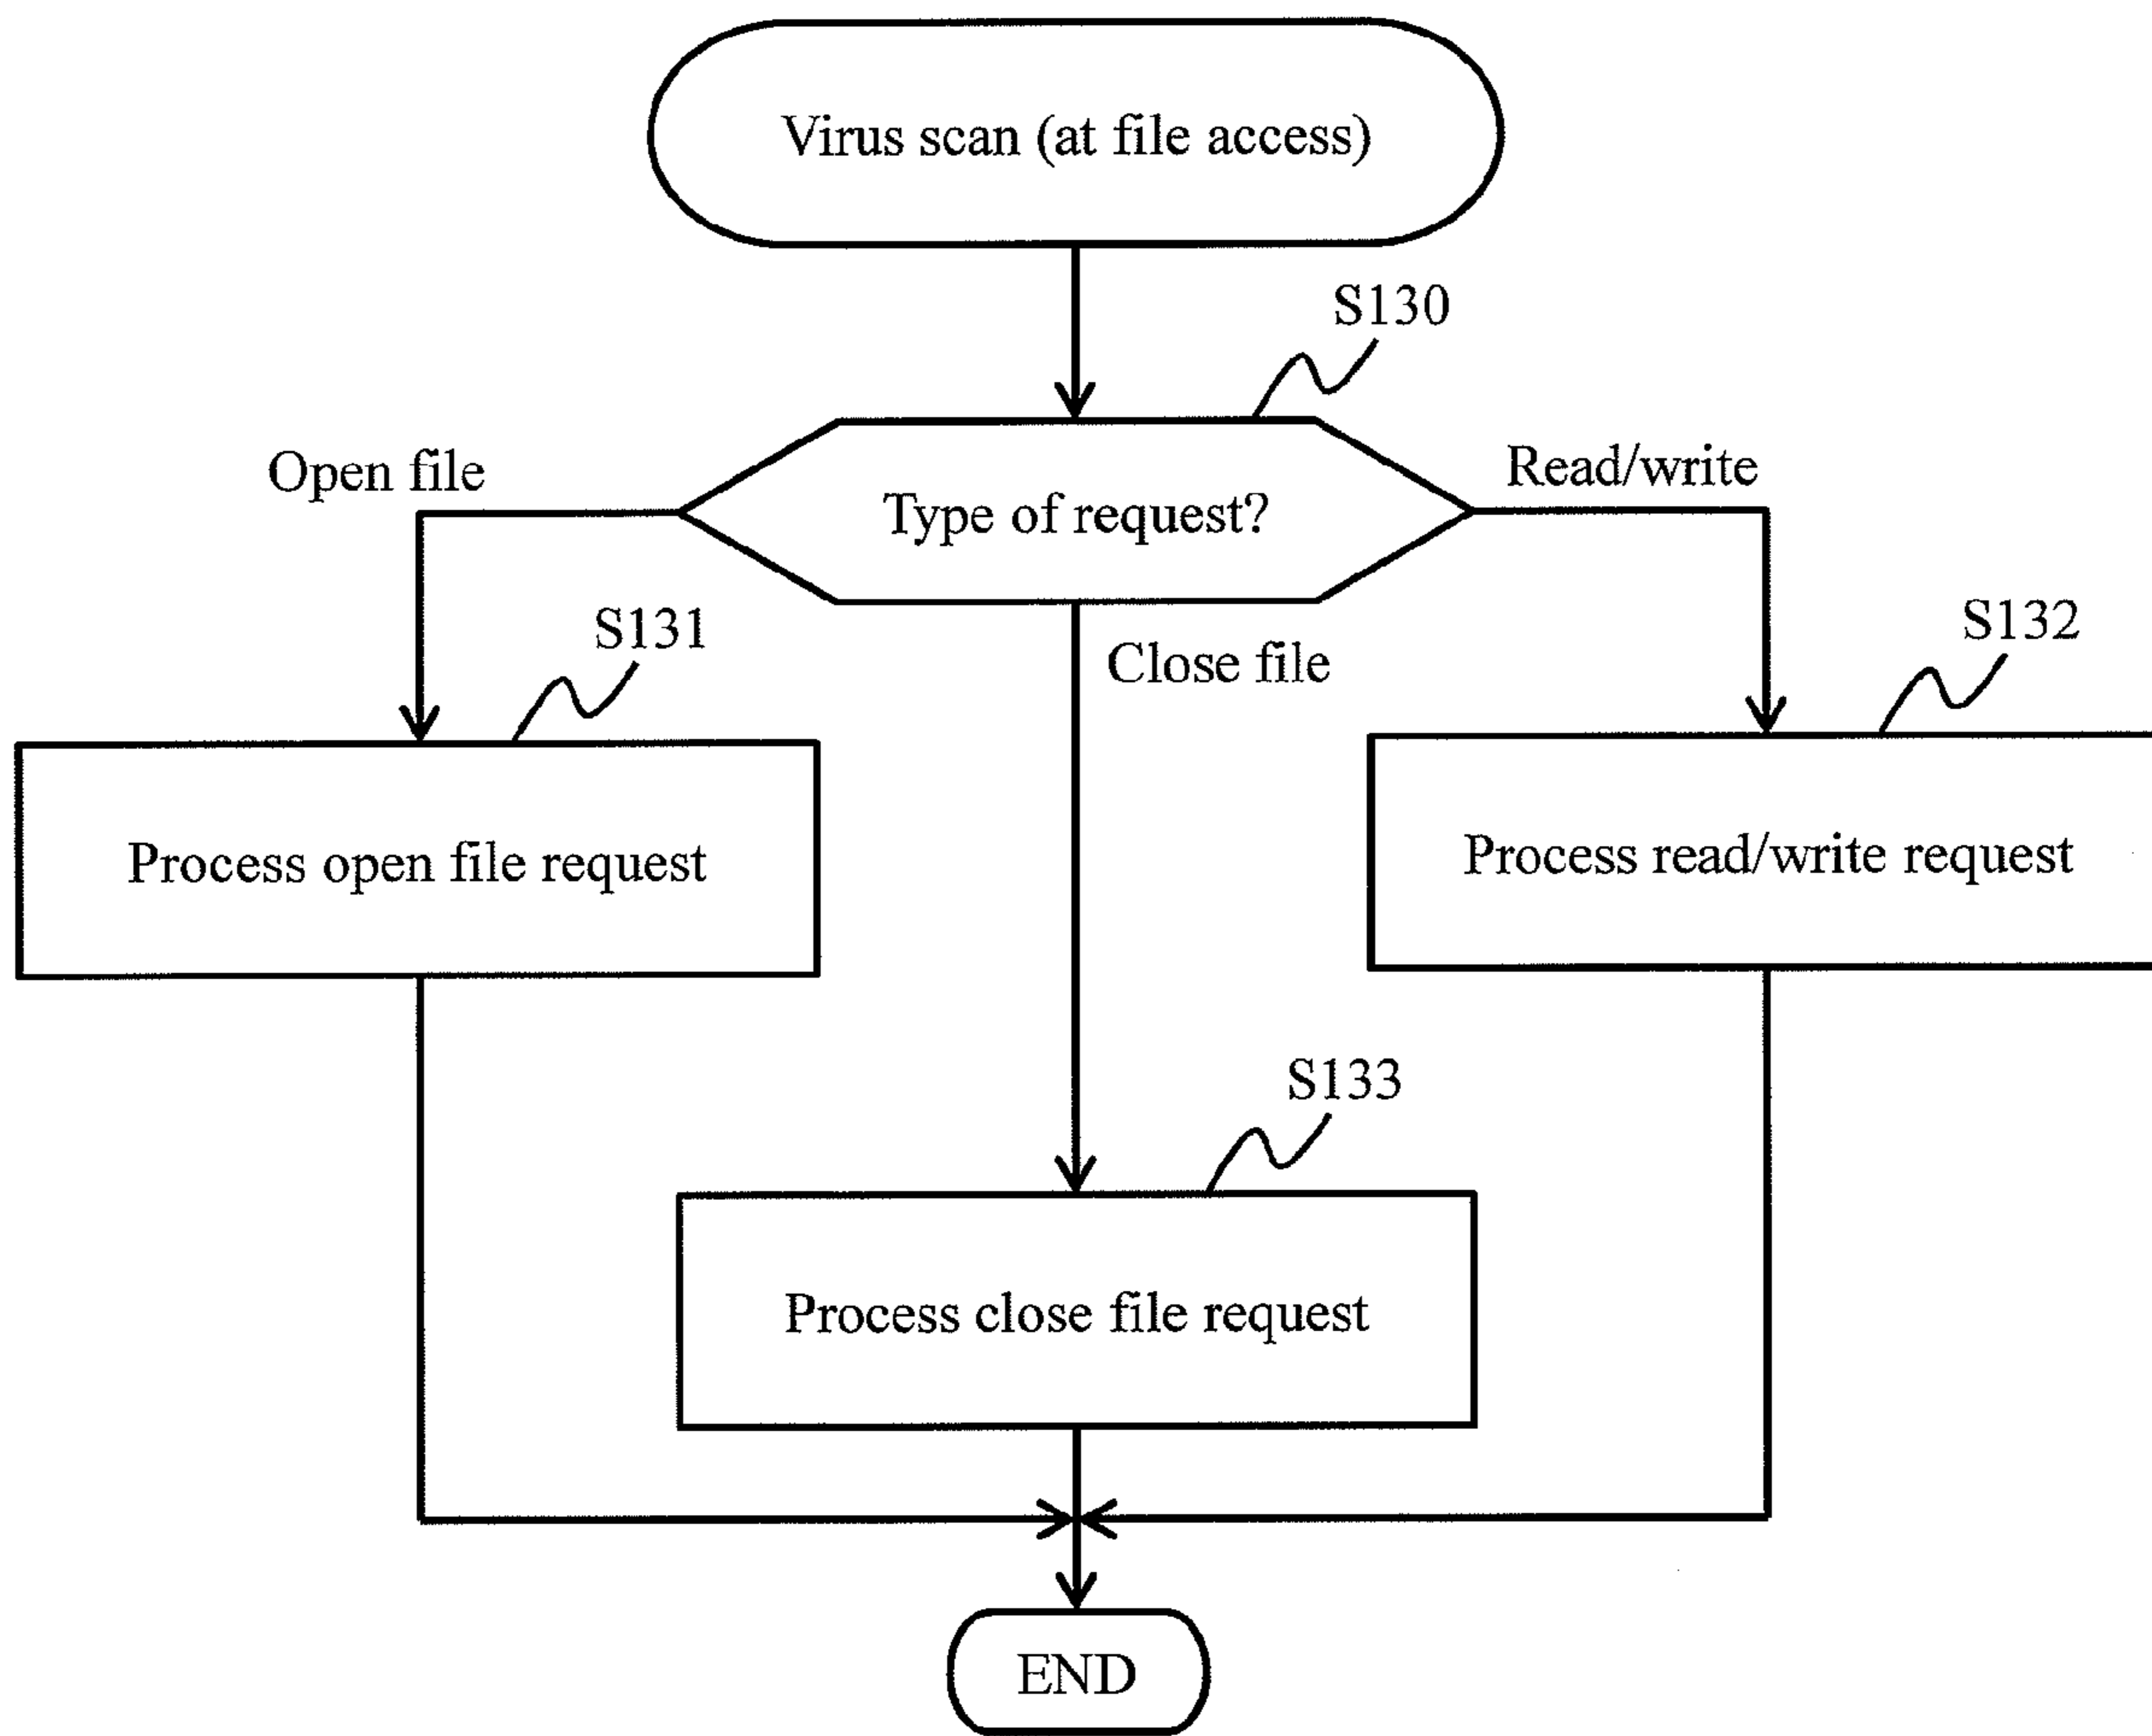 Virus scan (at file access)
S130
Open file
Type of request?
Read/write
S131
Close file
S132
Process open file request
Process read/write request
S133
Process close file request
END